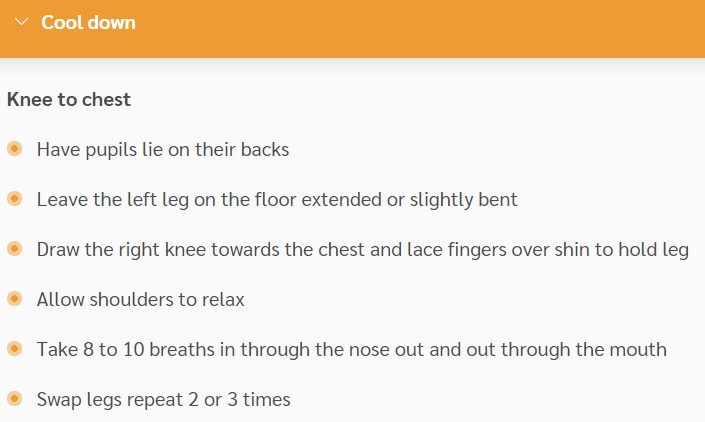 Cool down
Knee to chest
Have pupils lie on their backs
Leave the left leg on the floor extended or slightly bent
Draw the right knee towards the chest and lace fingers over shin to hold leg
Allow shoulders to relax
Take 8 to 10 breaths in through the nose out and out through the mouth
Swap legs repeat 2 or 3 times